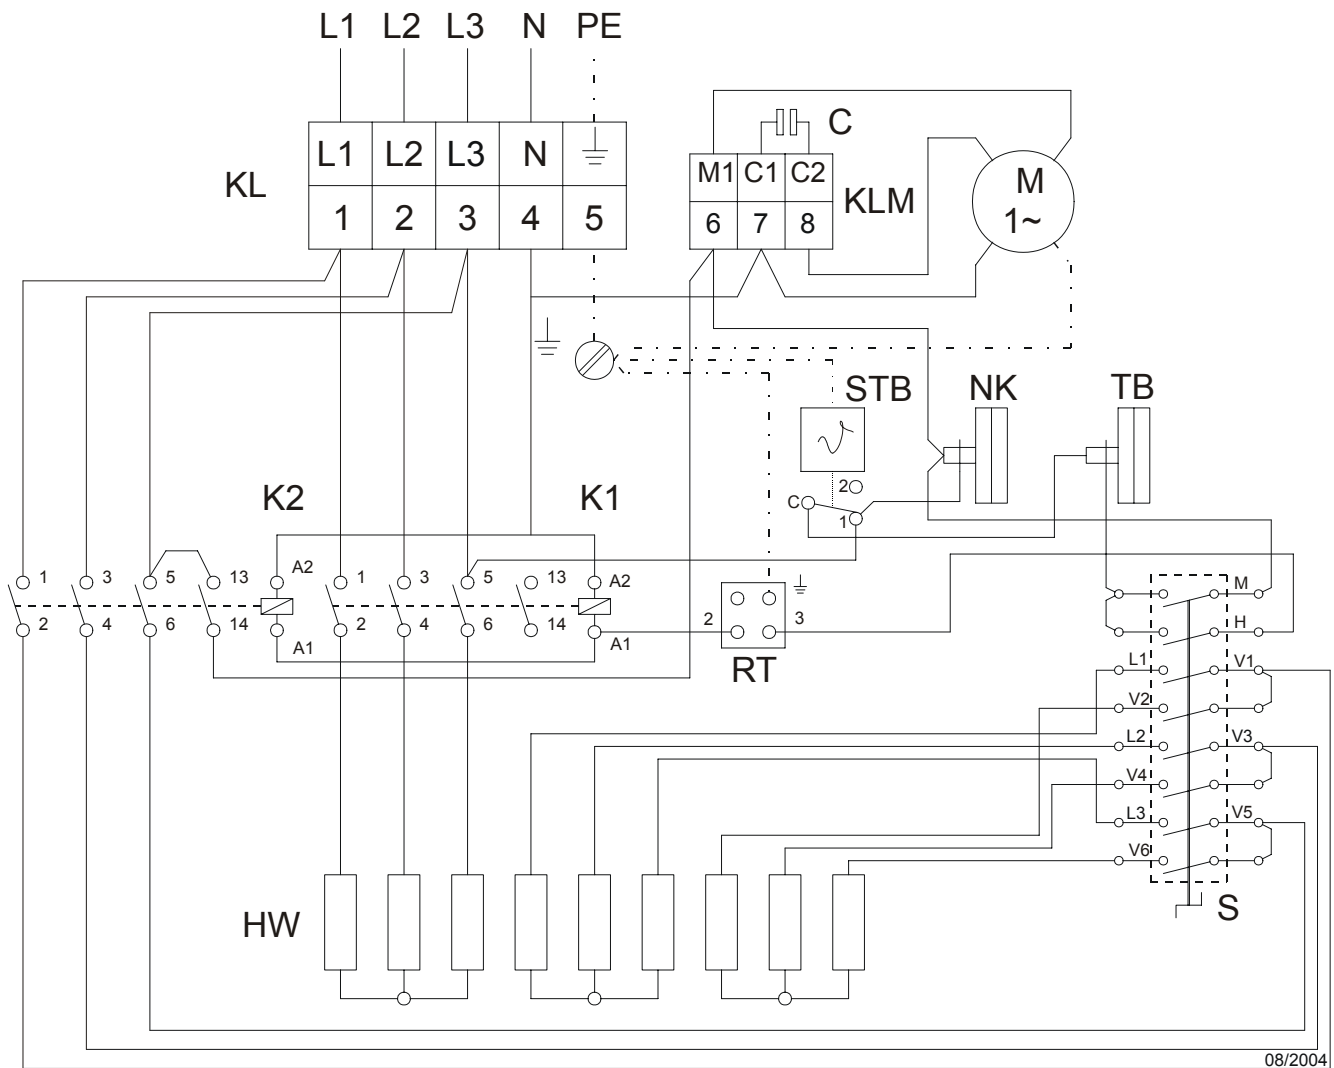 L1 L2 L3 N PE
L1 L2 L3 N
KL
1 2 3 4 5
C
M1 C1 C2
KLM
6 7 8
M
1~
STB NK TB
2
C
1
K2 K1
1 3 5 13 A2 1 3 5 13 A2
2 4 6 14 A1 2 4 6 14 A1
2 3
RT
M
H
L1 V1
V2
L2 V3
V4
L3 V5
V6
S
HW
08/2004